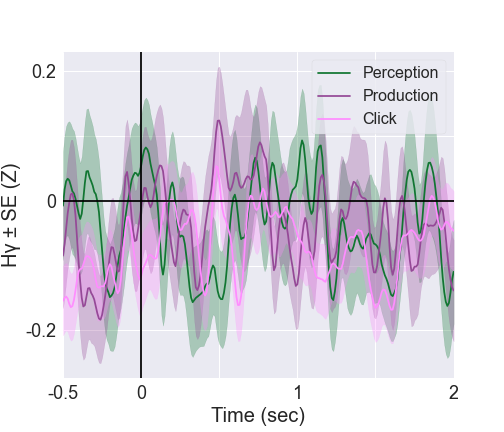 Perception
Production
Click
0.2
0
-0.2
Hγ ± SE (Z)
-0.5
0
1
2
Time (sec)